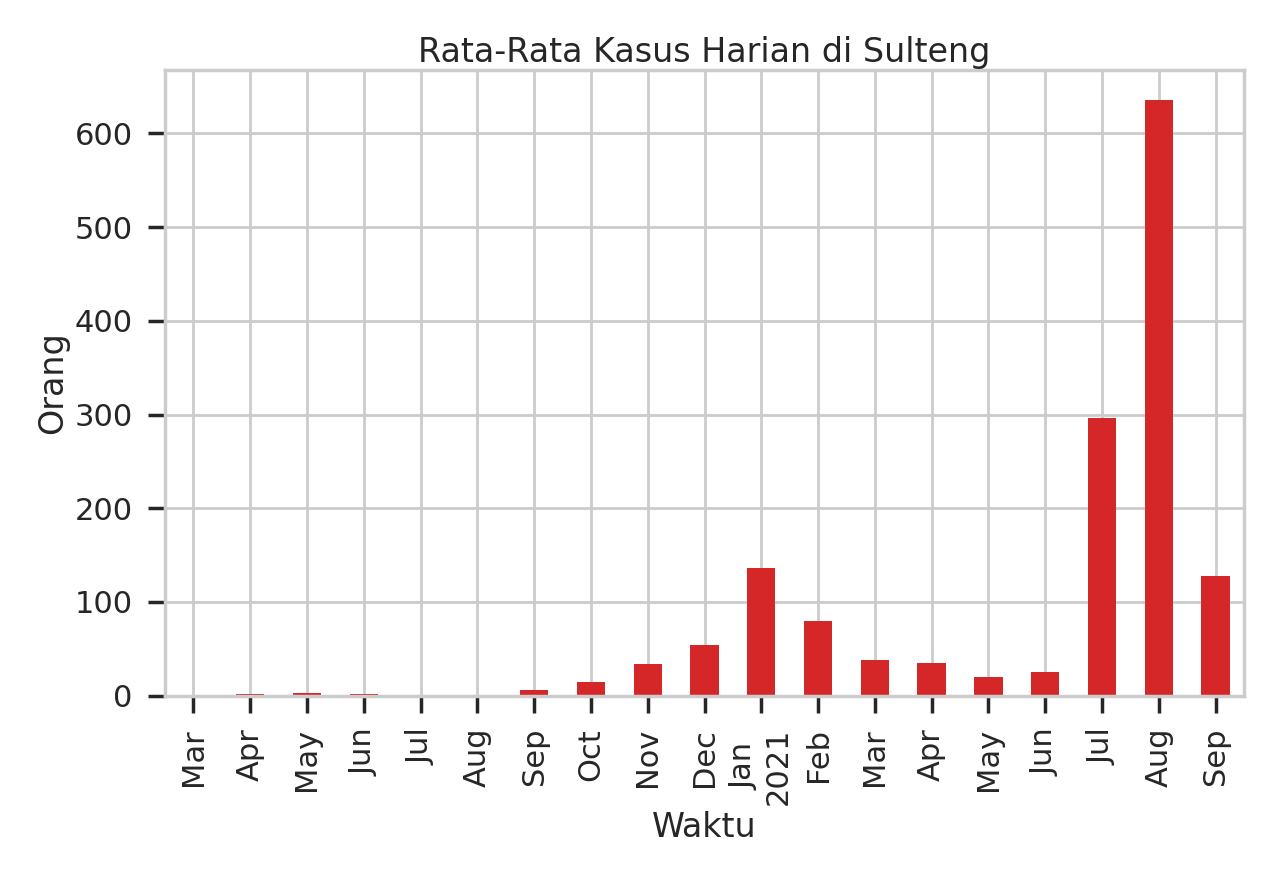 Rata-Rata Kasus Harian di Sulteng
Orang
600
500
400
300
200
100
0
Mar
Apr
May
Jun
Jul
Aug
Sep
Oct
Nov
Dec
Jan
2021
Feb
Mar
Apr
May
Jun
Jul
Aug
Sep
Waktu